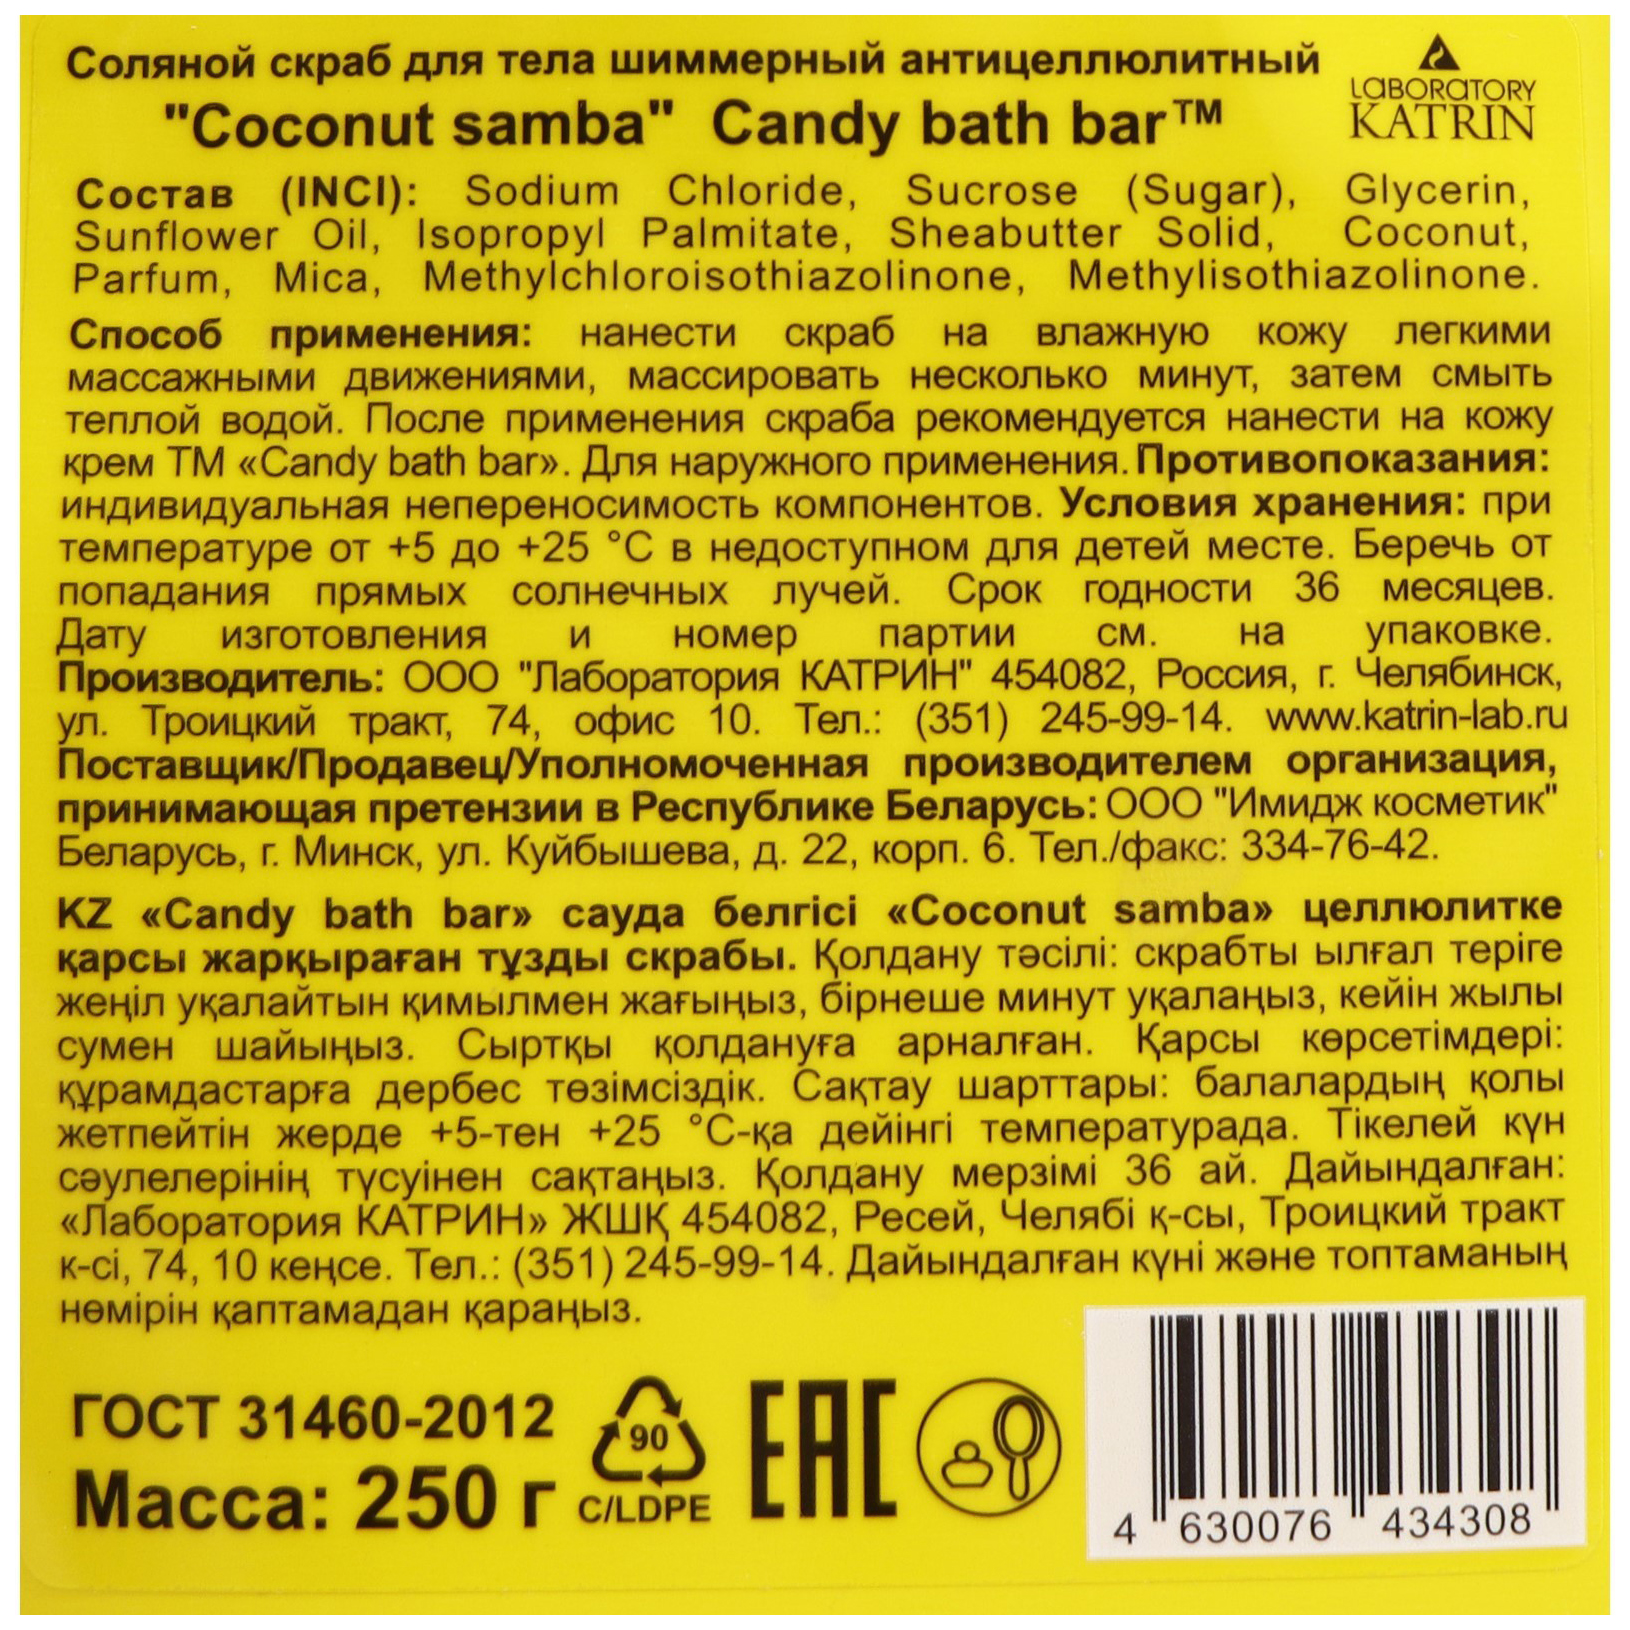 Соляной скраб для тела шиммерный антицеллюлитный
"Coconut samba" Candy bath bar™
LABORATORY
KATRIN
Состав (INCI): Sodium Chloride, Sucrose (Sugar), Glycerin,
Sunflower Oil, Isopropyl Palmitate, Sheabutter Solid, Coconut,
Parfum, Mica, Methylchloroisothiazolinone, Methylisothiazolinone.
Способ применения: нанести скраб на влажную кожу легкими
массажными движениями, массировать несколько минут, затем смыть
теплой водой. После применения скраба рекомендуется нанести на кожу
крем ТМ «Candy bath bar». Для наружного применения. Противопоказания:
индивидуальная непереносимость компонентов. Условия хранения: при
температуре от +5 до +25 °С в недоступном для детей месте. Беречь от
попадания прямых солнечных лучей. Срок годности 36 месяцев.
Дату изготовления и номер партии см. на упаковке.
Производитель: ООО "Лаборатория КАТРИН" 454082, Россия, г. Челябинск,
ул. Троицкий тракт, 74, офис 10. Тел.: (351) 245-99-14. www.katrin-lab.ru
Поставщик/Продавец/Уполномоченная производителем организация,
принимающая претензии в Республике Беларусь: ООО "Имидж косметик"
Беларусь, г. Минск, ул. Куйбышева, д. 22, корп. 6. Тел./факс: 334-76-42.
KZ «Candy bath bar» сауда белгісі «Coconut samba» целлюлитке
қарсы жарқыраған тұзды скрабы. Қолдану тәсілі: скрабты ылғал теріге
жеңіл уқалайтын қимылмен жағыңыз, бірнеше минут уқалаңыз, кейін жылы
сумен шайыңыз. Сыртқы қолдануға арналған. Қарсы көрсетімдері:
құрамдастарға дербес төзімсіздік. Сақтау шарттары: балалардың қолы
жетпейтін жерде +5-тен +25 °С-қа дейінгі температурада. Тікелей күн
сәулелерінің түсуінен сақтаңыз. Қолдану мерзімі 36 ай. Дайындалған:
«Лаборатория КАТРИН» ЖШҚ 454082, Ресей, Челябі қ-сы, Троицкий тракт
к-сі, 74, 10 кеңсе. Тел.: (351) 245-99-14. Дайындалған күні және топтаманың
нөмірін қаптамадан қараңыз.
ГОСТ 31460-2012
Масса: 250 г
90
C/LDPE
EAC
4 630076 434308